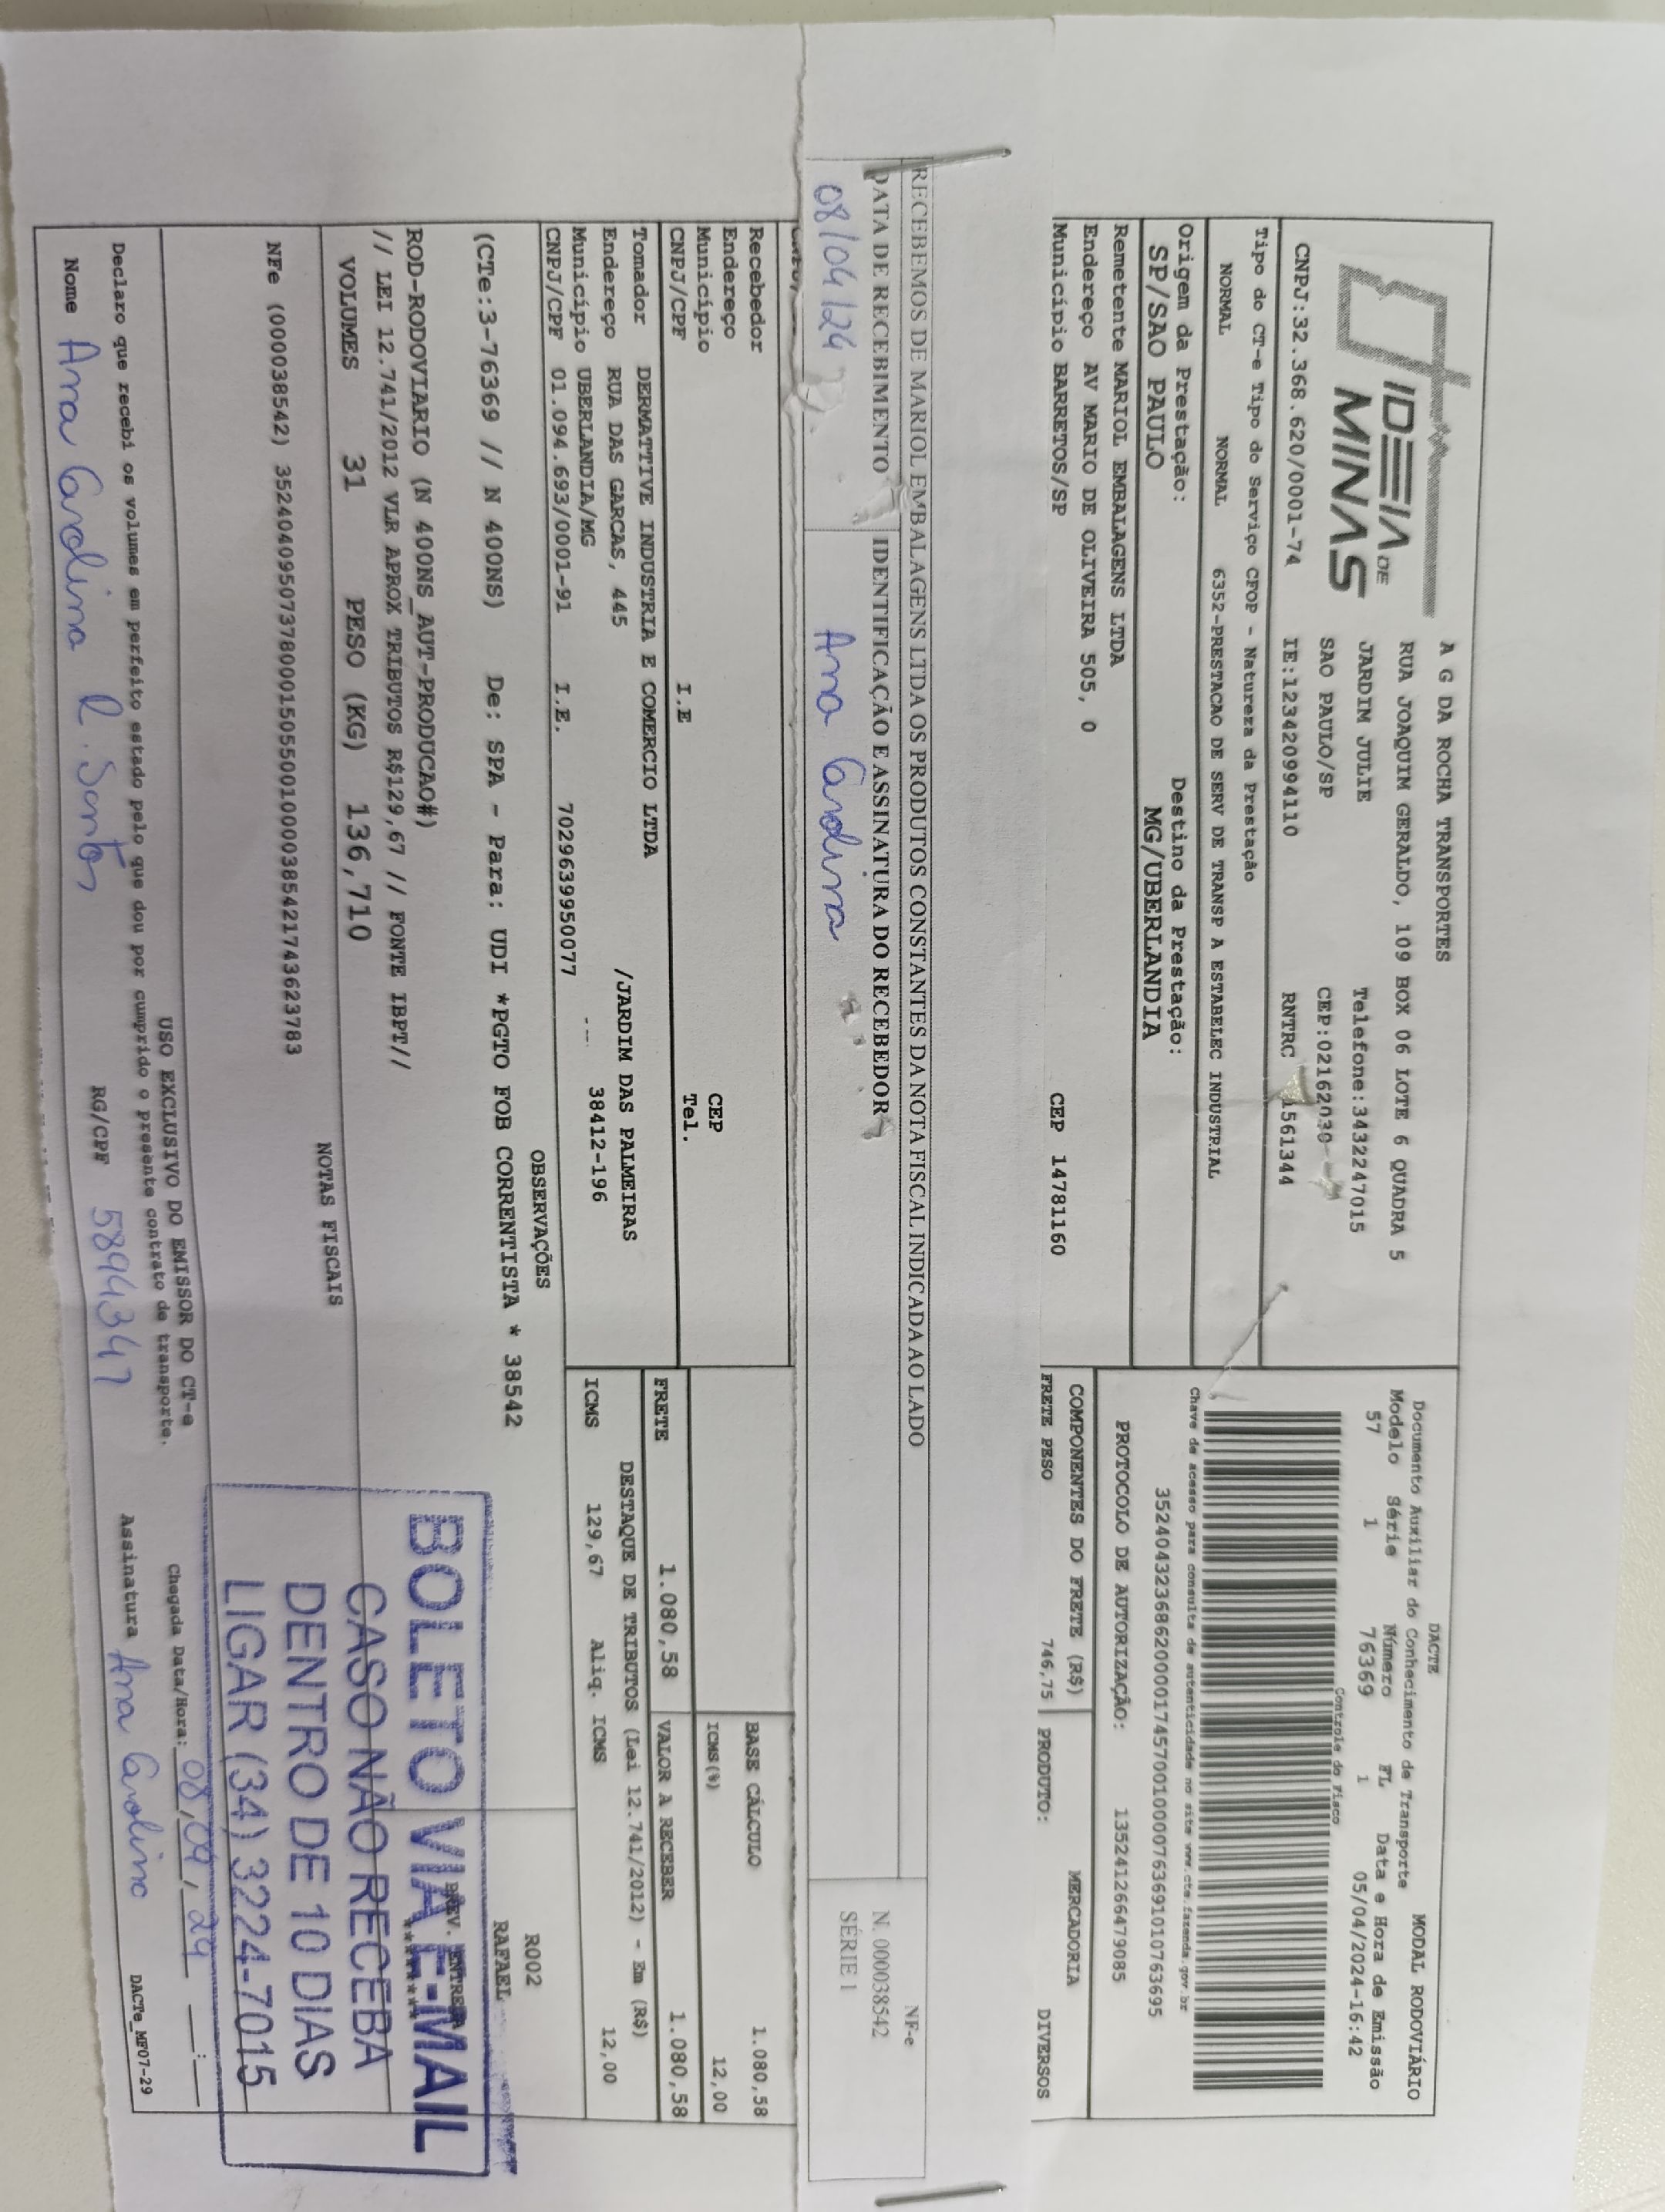 IDEIA DE
MINAS
A G DA ROCHA TRANSPORTES
RUA JOAQUIM GERALDO, 109 BOX 06 LOTE 6 QUADRA 5
JARDIM JULIE Telefone:3432247015
SAO PAULO/SP CEP:02162030
CNPJ:32.368.620/0001-74 IE:123420994110 RNTRC 1561344
Tipo do CT-e Tipo do Serviço CFOP - Natureza da Prestação
NORMAL NORMAL 6352-PRESTACAO DE SERV DE TRANSP A ESTABELEC INDUSTRIAL
Origem da Prestação: Destino da Prestação:
SP/SAO PAULO MG/UBERLANDIA
Remetente MARIOL EMBALAGENS LTDA
Endereço AV MARIO DE OLIVEIRA 505, 0
Município BARRETOS/SP CEP 14781160
DACTE MODAL RODOVIÁRIO
Documento Auxiliar do Conhecimento de Transporte
Modelo Série Número FL Data e Hora de Emissão
57 1 76369 1 05/04/2024-16:42
Controle do Fisco
Chave de acesso para consulta de autenticidade no site www.cte.fazenda.gov.br
35240432368620000174570010000763691010763695
PROTOCOLO DE AUTORIZAÇÃO: 135241266479085
COMPONENTES DO FRETE (R$) MERCADORIA
FRETE PESO 746,75 PRODUTO: DIVERSOS
RECEBEMOS DE MARIOL EMBALAGENS LTDA OS PRODUTOS CONSTANTES DA NOTA FISCAL INDICADA AO LADO
DATA DE RECEBIMENTO IDENTIFICAÇÃO E ASSINATURA DO RECEBEDOR
08/04/24 Ana Carolina
NF-e
N. 000038542
SÉRIE 1
Recebedor
Endereço CEP
Município Tel.
CNPJ/CPF I.E
Tomador DERMATTIVE INDUSTRIA E COMERCIO LTDA
Endereço RUA DAS GARCAS, 445 /JARDIM DAS PALMEIRAS
Município UBERLANDIA/MG 38412-196
CNPJ/CPF 01.094.693/0001-91 I.E. 7029639950077
BASE CÁLCULO 1.080,58
ICMS(%) 12,00
FRETE 1.080,58 VALOR A RECEBER 1.080,58
DESTAQUE DE TRIBUTOS (Lei 12.741/2012) - Em (R$)
ICMS 129,67 Aliq. ICMS 12,00
OBSERVAÇÕES
(CTe:3-76369 // N 400NS) De: SPA - Para: UDI *PGTO FOB CORRENTISTA * 38542
R002
RAFAEL
PREV. ENTREGA
ROD-RODOVIARIO (N 400NS_AUT-PRODUCAO#)
// LEI 12.741/2012 VLR APROX TRIBUTOS R$129,67 // FONTE IBPT//
VOLUMES 31 PESO (KG) 136,710
NOTAS FISCAIS
NFe (000038542) 35240409507378000150550010000385421743623783
BOLETO VIA E-MAIL
CASO NÃO RECEBA
DENTRO DE 10 DIAS
LIGAR (34) 3224-7015
USO EXCLUSIVO DO EMISSOR DO CT-e
Declaro que recebi os volumes em perfeito estado pelo que dou por cumprido o presente contrato de transporte.
Chegada Data/Hora: 08/04/24 __:__
Nome Ana Carolina R. Santos RG/CPF 58944347 Assinatura Ana Carolina
DACTe_MF07-29